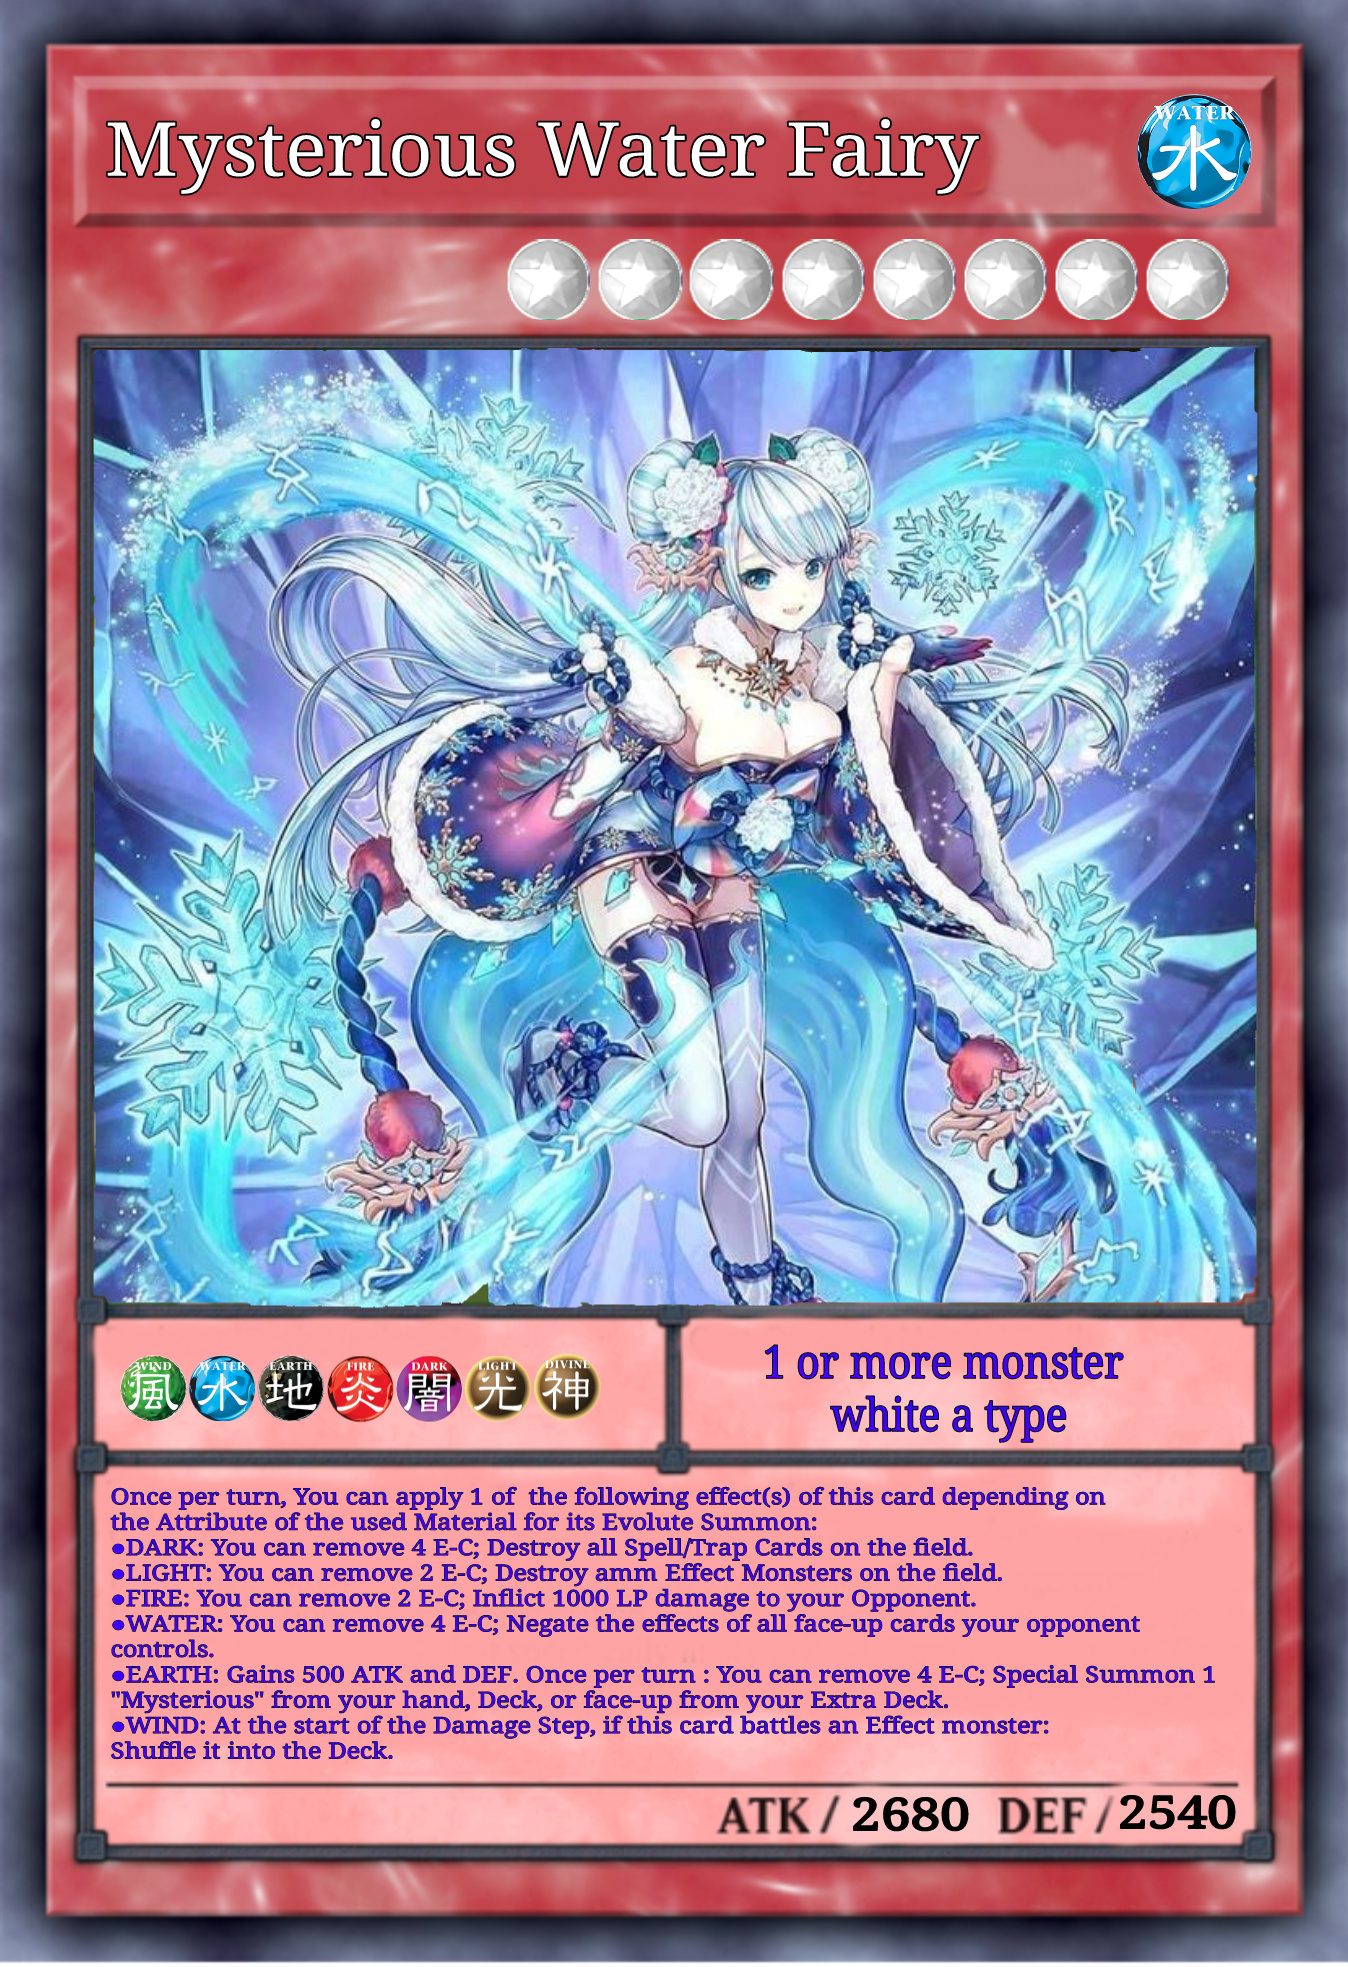 Mysterious Water Fairy
WATER
水
WIND WATER EARTH FIRE DARK LIGHT DIVINE
風 水 地 炎 闇 光 神
1 or more monster
white a type
Once per turn, You can apply 1 of  the following effect(s) of this card depending on
the Attribute of the used Material for its Evolute Summon:
●DARK: You can remove 4 E-C; Destroy all Spell/Trap Cards on the field.
●LIGHT: You can remove 2 E-C; Destroy amm Effect Monsters on the field.
●FIRE: You can remove 2 E-C; Inflict 1000 LP damage to your Opponent.
●WATER: You can remove 4 E-C; Negate the effects of all face-up cards your opponent
controls.
●EARTH: Gains 500 ATK and DEF. Once per turn : You can remove 4 E-C; Special Summon 1
"Mysterious" from your hand, Deck, or face-up from your Extra Deck.
●WIND: At the start of the Damage Step, if this card battles an Effect monster:
Shuffle it into the Deck.
ATK / 2680 DEF / 2540